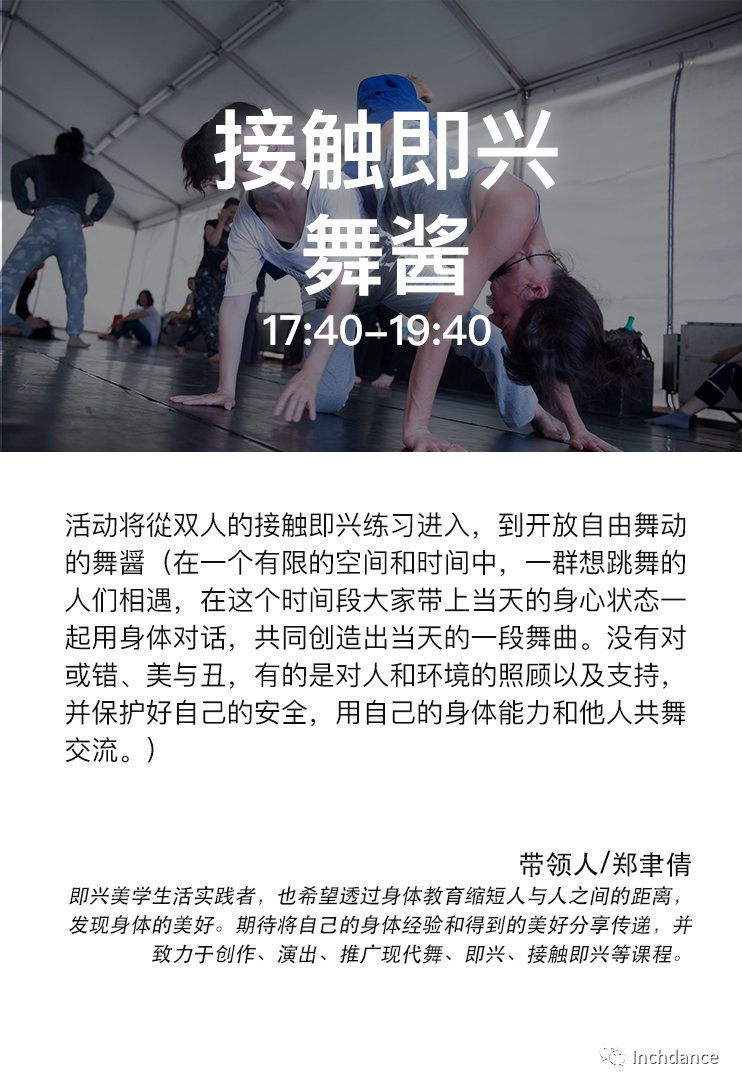 接触即兴
舞酱
17:40–19:40
活动将從双人的接触即兴练习进入，到开放自由舞动
的舞醤（在一个有限的空间和时间中，一群想跳舞的
人们相遇，在这个时间段大家带上当天的身心状态一
起用身体对话，共同创造出当天的一段舞曲。没有对
或错、美与丑，有的是对人和环境的照顾以及支持，
并保护好自己的安全，用自己的身体能力和他人共舞
交流。）
带领人/郑聿倩
即兴美学生活实践者，也希望透过身体教育缩短人与人之间的距离，
发现身体的美好。期待将自己的身体经验和得到的美好分享传递，并
致力于创作、演出、推广现代舞、即兴、接触即兴等课程。
Inchdance